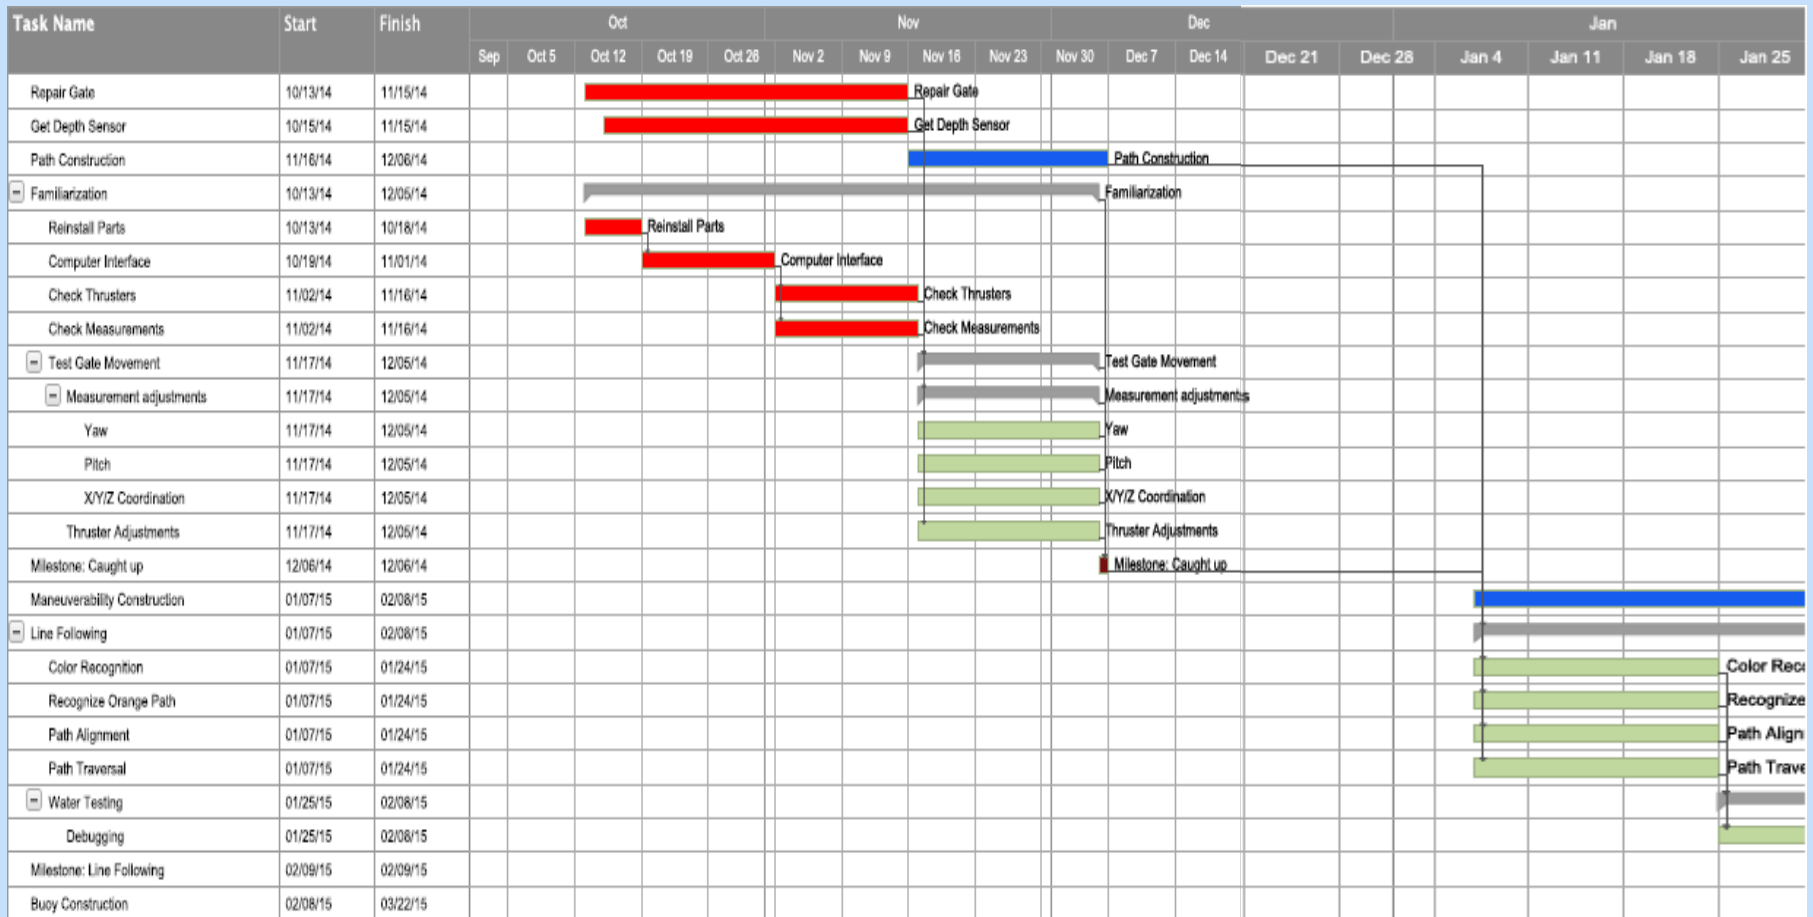 Task Name Start Finish Oct Nov Dec Jan
Sep Oct 5 Oct 12 Oct 19 Oct 26 Nov 2 Nov 9 Nov 16 Nov 23 Nov 30 Dec 7 Dec 14 Dec 21 Dec 28 Jan 4 Jan 11 Jan 18 Jan 25
Repair Gate 10/13/14 11/15/14 Repair Gate
Get Depth Sensor 10/15/14 11/15/14 Get Depth Sensor
Path Construction 11/16/14 12/06/14 Path Construction
Familiarization 10/13/14 12/05/14 Familiarization
Reinstall Parts 10/13/14 10/18/14 Reinstall Parts
Computer Interface 10/19/14 11/01/14 Computer Interface
Check Thrusters 11/02/14 11/16/14 Check Thrusters
Check Measurements 11/02/14 11/16/14 Check Measurements
Test Gate Movement 11/17/14 12/05/14 Test Gate Movement
Measurement adjustments 11/17/14 12/05/14 Measurement adjustments
Yaw 11/17/14 12/05/14 Yaw
Pitch 11/17/14 12/05/14 Pitch
X/Y/Z Coordination 11/17/14 12/05/14 X/Y/Z Coordination
Thruster Adjustments 11/17/14 12/05/14 Thruster Adjustments
Milestone: Caught up 12/06/14 12/06/14 Milestone: Caught up
Maneuverability Construction 01/07/15 02/08/15
Line Following 01/07/15 02/08/15
Color Recognition 01/07/15 01/24/15 Color Rec
Recognize Orange Path 01/07/15 01/24/15 Recognize
Path Alignment 01/07/15 01/24/15 Path Align
Path Traversal 01/07/15 01/24/15 Path Trave
Water Testing 01/25/15 02/08/15
Debugging 01/25/15 02/08/15
Milestone: Line Following 02/09/15 02/09/15
Buoy Construction 02/08/15 03/22/15